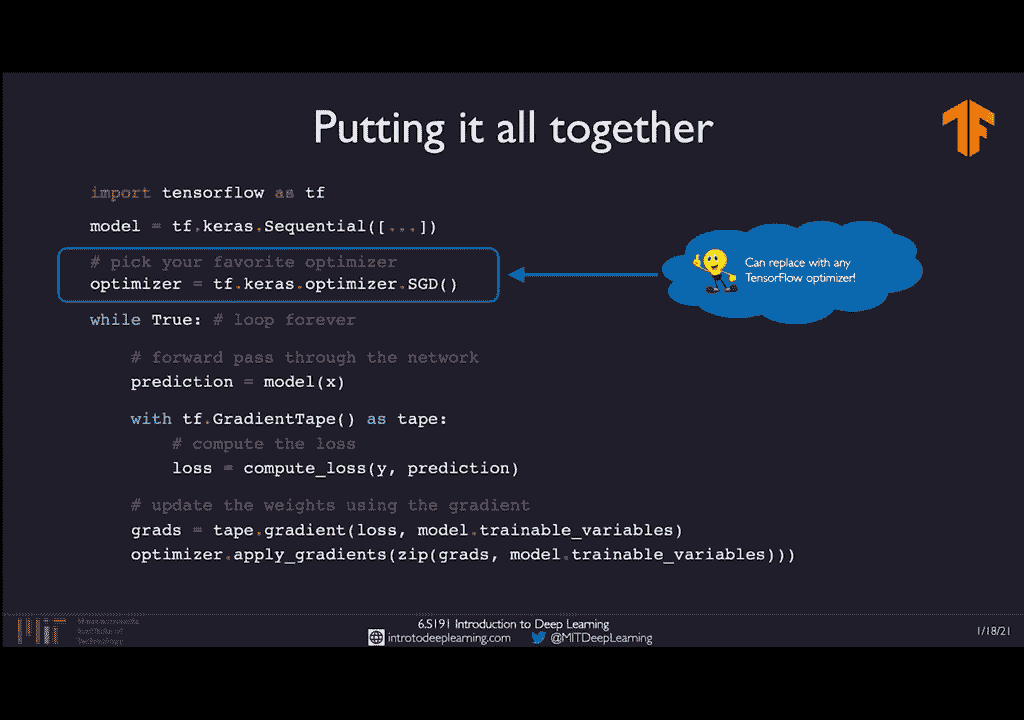 Putting it all together
import tensorflow as tf
model = tf.keras.Sequential([...])
# pick your favorite optimizer
optimizer = tf.keras.optimizer.SGD()
Can replace with any
TensorFlow optimizer!
while True: # loop forever
# forward pass through the network
prediction = model(x)
with tf.GradientTape() as tape:
# compute the loss
loss = compute_loss(y, prediction)
# update the weights using the gradient
grads = tape.gradient(loss, model.trainable_variables)
optimizer.apply_gradients(zip(grads, model.trainable_variables)))
MIT
Massachusetts
Institute of
Technology
6.S191 Introduction to Deep Learning
introtodeeplearning.com @MITDeepLearning
1/18/21